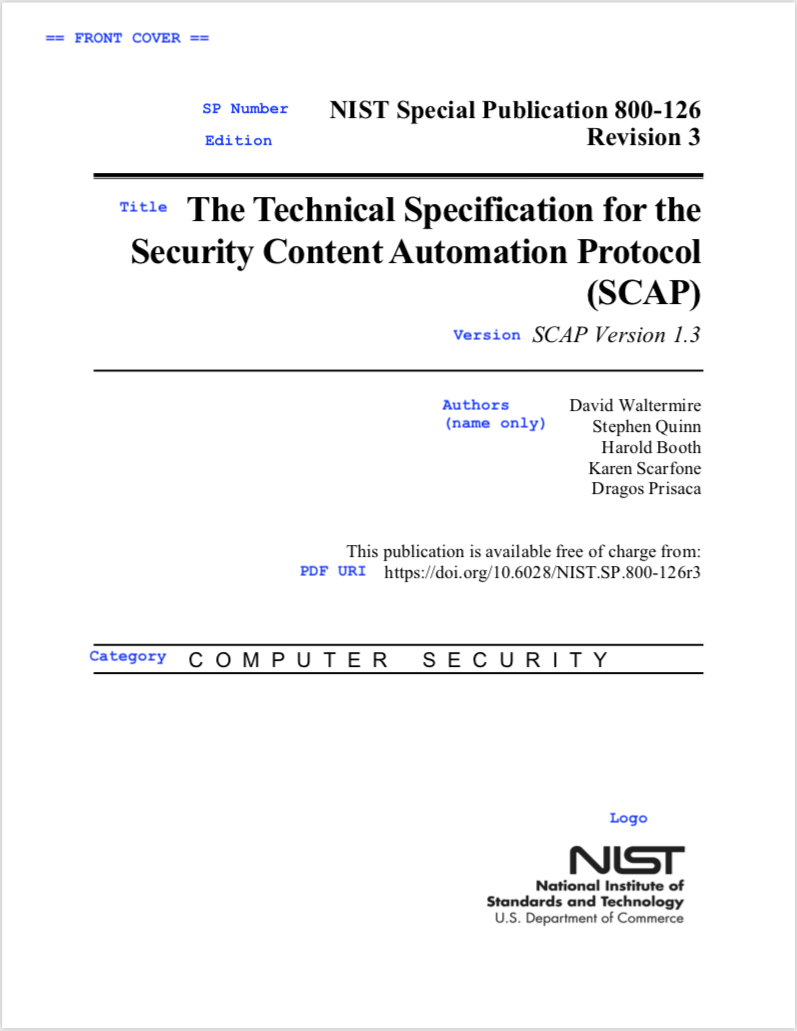 == FRONT COVER ==
SP Number NIST Special Publication 800-126
Edition Revision 3
Title The Technical Specification for the
Security Content Automation Protocol
(SCAP)
Version SCAP Version 1.3
Authors David Waltermire
(name only) Stephen Quinn
Harold Booth
Karen Scarfone
Dragos Prisaca
This publication is available free of charge from:
PDF URI https://doi.org/10.6028/NIST.SP.800-126r3
Category COMPUTER SECURITY
Logo
NIST
National Institute of
Standards and Technology
U.S. Department of Commerce